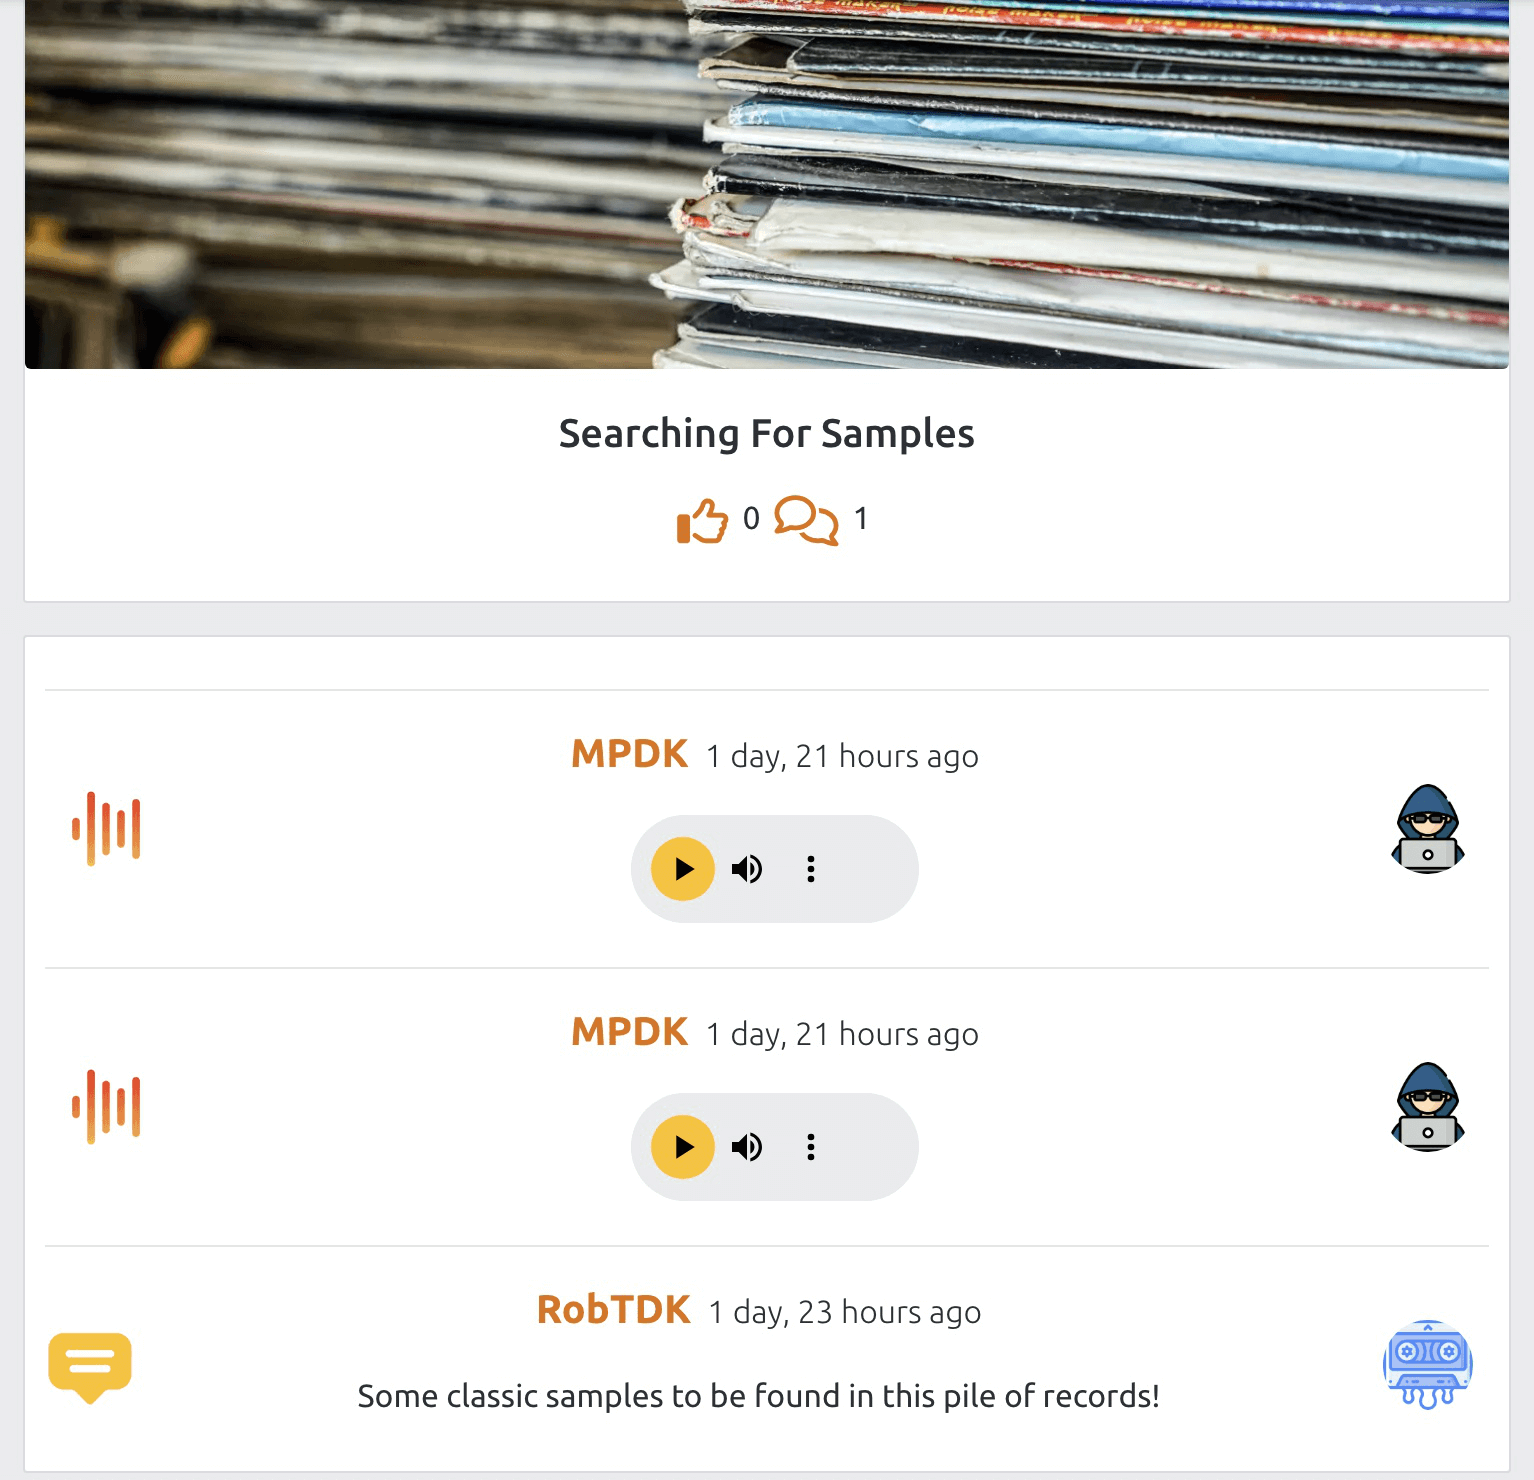 Searching For Samples
0 1
MPDK 1 day, 21 hours ago
MPDK 1 day, 21 hours ago
RobTDK 1 day, 23 hours ago
Some classic samples to be found in this pile of records!